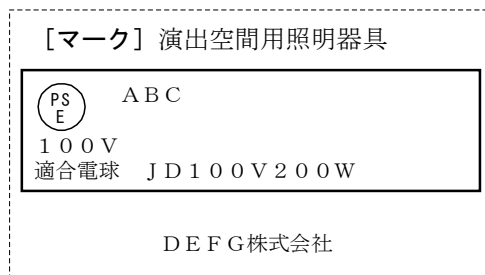 ［マーク］演出空間用照明器具
PS
E
ＡＢＣ
１００Ｖ
適合電球　ＪＤ１００Ｖ２００Ｗ
ＤＥＦＧ株式会社